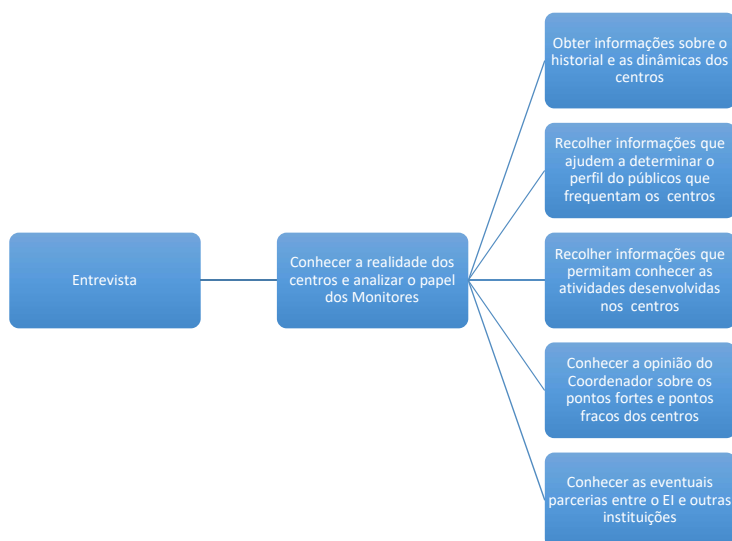 Entrevista
Conhecer a realidade dos
centros e analizar o papel
dos Monitores
Obter informações sobre o
historial e as dinâmicas dos
centros
Recolher informações que
ajudem a determinar o
perfil do públicos que
frequentam os centros
Recolher informações que
permitam conhecer as
atividades desenvolvidas
nos centros
Conhecer a opinião do
Coordenador sobre os
pontos fortes e pontos
fracos dos centros
Conhecer as eventuais
parcerias entre o EI e outras
instituições